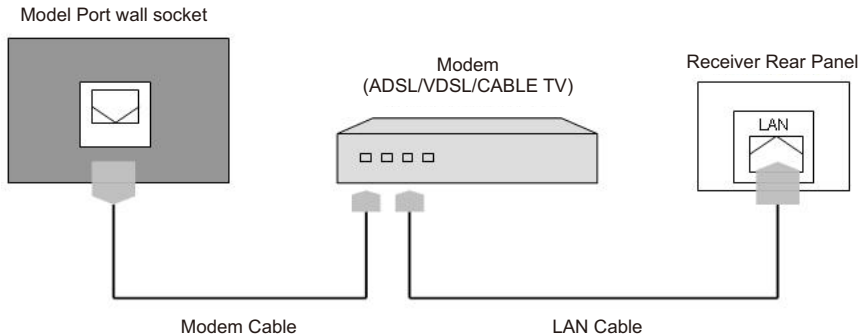 Model Port wall socket
Modem
(ADSL/VDSL/CABLE TV)
Receiver Rear Panel
LAN
Modem Cable
LAN Cable